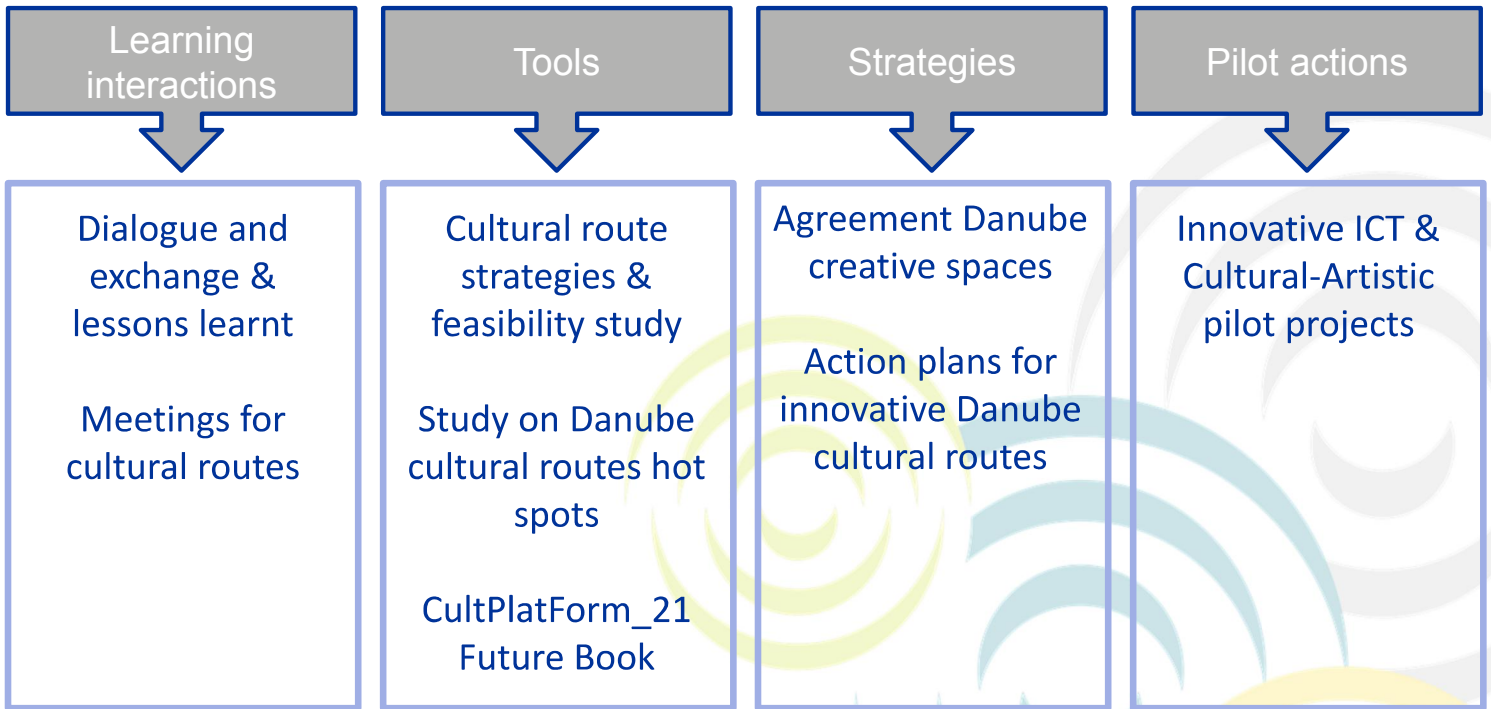 Learning
interactions
Tools
Strategies
Pilot actions
Dialogue and
exchange &
lessons learnt
Meetings for
cultural routes
Cultural route
strategies &
feasibility study
Study on Danube
cultural routes hot
spots
CultPlatForm_21
Future Book
Agreement Danube
creative spaces
Action plans for
innovative Danube
cultural routes
Innovative ICT &
Cultural-Artistic
pilot projects